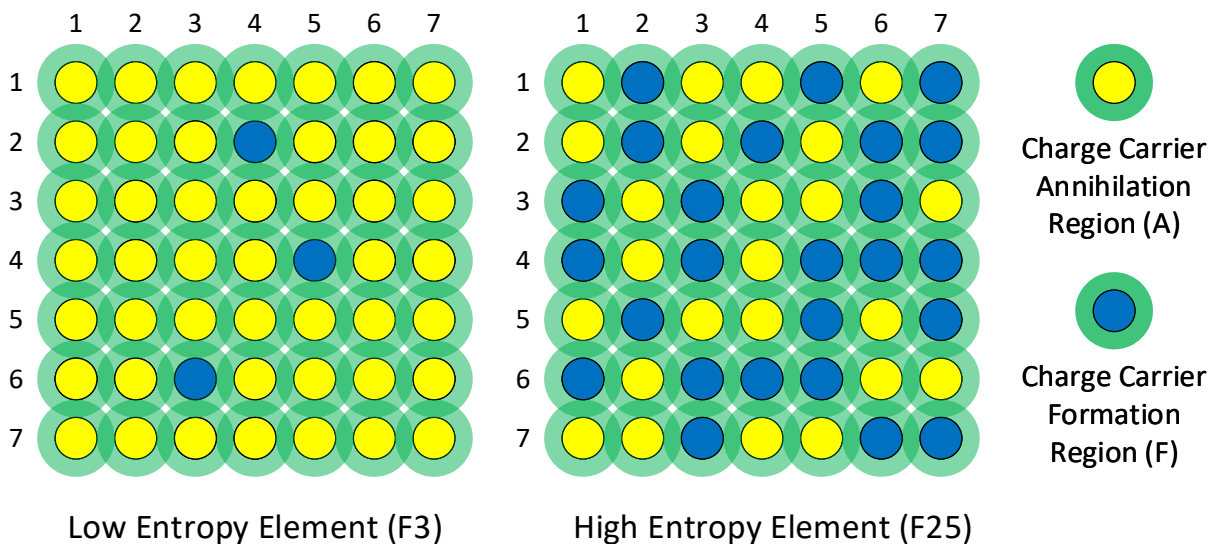 1 2 3 4 5 6 7
1
2
3
4
5
6
7
Low Entropy Element (F3)
1 2 3 4 5 6 7
1
2
3
4
5
6
7
High Entropy Element (F25)
Charge Carrier
Annihilation
Region (A)
Charge Carrier
Formation
Region (F)